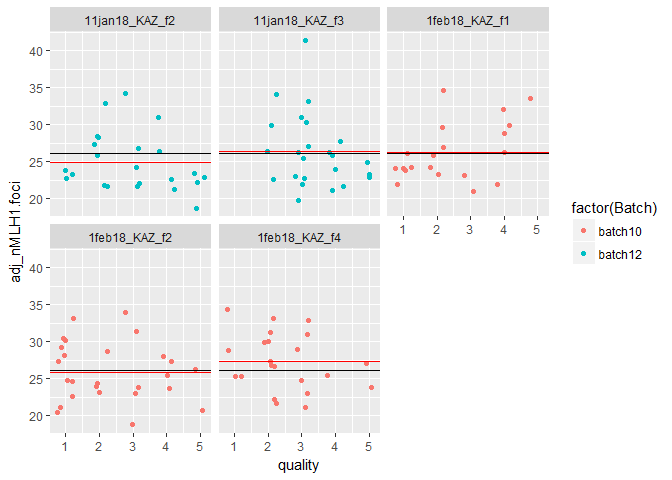 11jan18_KAZ_f2 11jan18_KAZ_f3 1feb18_KAZ_f1
40
35
30
25
20
1 2 3 4 5
1feb18_KAZ_f2 1feb18_KAZ_f4
40
35
30
25
20
1 2 3 4 5 1 2 3 4 5
quality
adj_nMLH1.foci
factor(Batch)
batch10
batch12